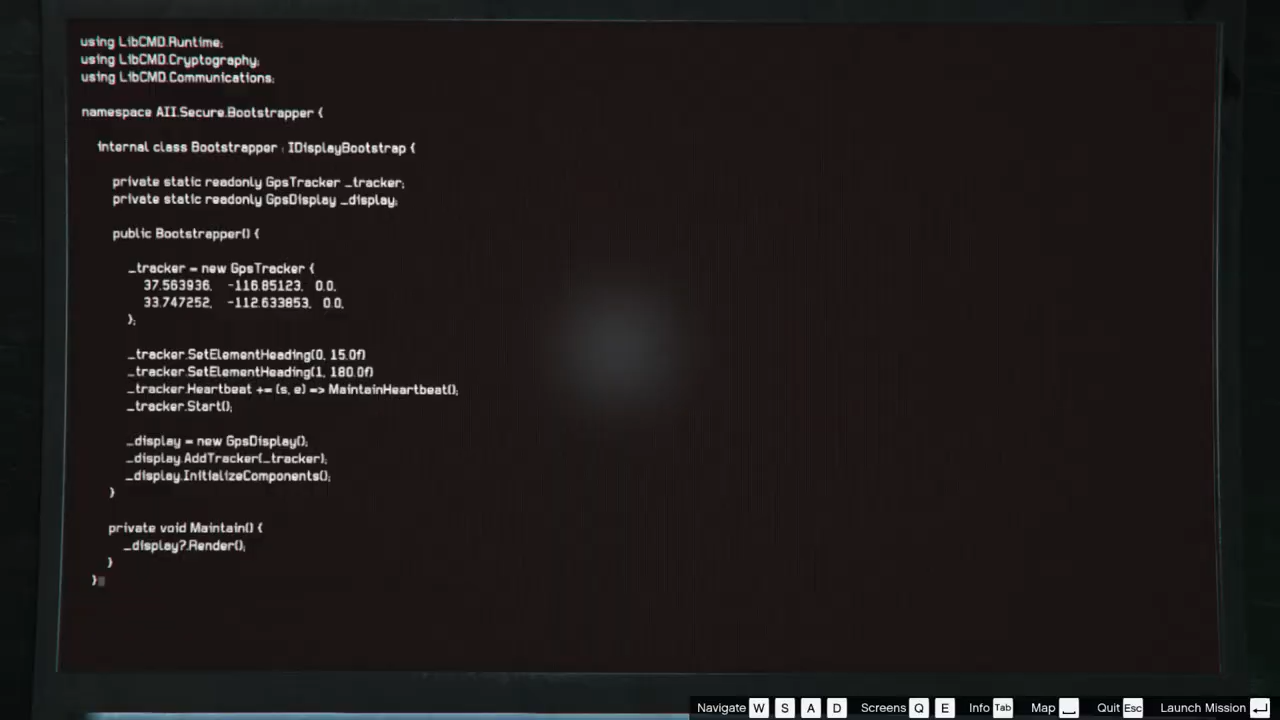 using LibCMD.Runtime;
using LibCMD.Cryptography;
using LibCMD.Communications;
namespace AII.Secure.Bootstrapper {
internal class Bootstrapper : IDisplayBootstrap {
private static readonly GpsTracker _tracker;
private static readonly GpsDisplay _display;
public Bootstrapper() {
_tracker = new GpsTracker {
37.563936, -116.85123, 0.0,
33.747252, -112.633853, 0.0,
};
_tracker.SetElementHeading(0, 15.0f)
_tracker.SetElementHeading(1, 180.0f)
_tracker.Heartbeat += (s, e) => MaintainHeartbeat();
_tracker.Start();
_display = new GpsDisplay();
_display.AddTracker(_tracker);
_display.InitializeComponents();
}
private void Maintain() {
_display?.Render();
}
}
Navigate W S A D Screens Q E Info Tab Map Quit Esc Launch Mission